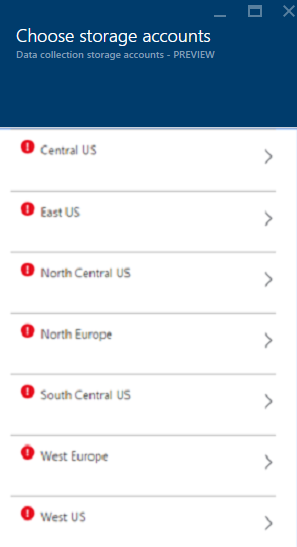 Choose storage accounts
Data collection storage accounts - PREVIEW
Central US
East US
North Central US
North Europe
South Central US
West Europe
West US